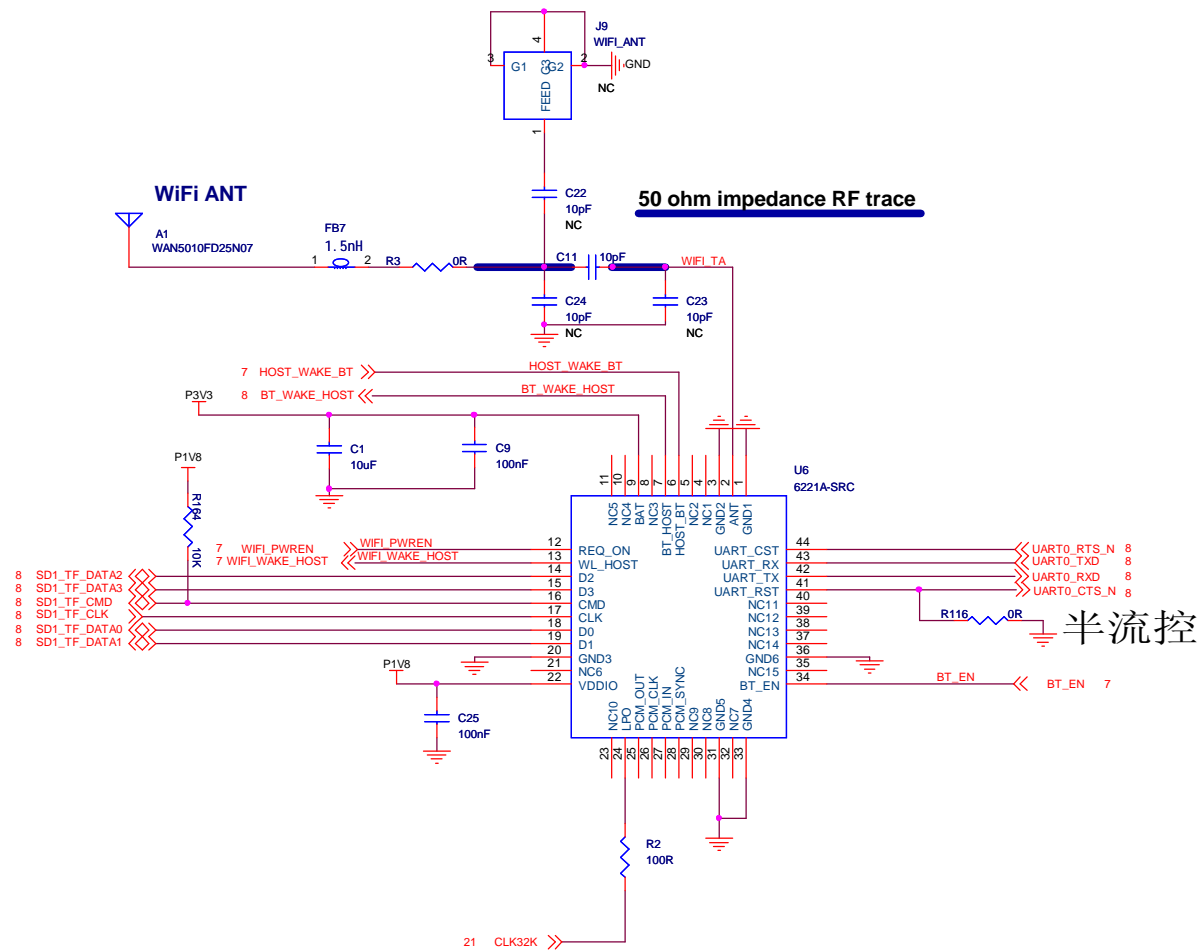 J9
WIFI_ANT
4
3
2
G1
G3
G2
GND
FEED
NC
1
WiFi ANT
C22
10pF
NC
50 ohm impedance RF trace
A1
WAN5010FD25N07
FB7
1.5nH
1
2
R3
0R
C11
10pF
WIFI_TA
C24
10pF
NC
C23
10pF
NC
7 HOST_WAKE_BT
HOST_WAKE_BT
8 BT_WAKE_HOST
BT_WAKE_HOST
P3V3
C1
10uF
C9
100nF
P1V8
R164
10K
U6
6221A-SRC
11
10
9
8
7
6
5
4
3
2
1
NC5
NC4
BAT
NC3
BT_HOST
HOST_BT
NC2
NC1
GND2
ANT
GND1
7 WIFI_PWREN
WIFI_PWREN
12
REQ_ON
7 WIFI_WAKE_HOST
WIFI_WAKE_HOST
13
WL_HOST
8 SD1_TF_DATA2
14
D2
8 SD1_TF_DATA3
15
D3
8 SD1_TF_CMD
16
CMD
8 SD1_TF_CLK
17
CLK
8 SD1_TF_DATA0
18
D0
8 SD1_TF_DATA1
19
D1
20
GND3
21
NC6
P1V8
22
VDDIO
C25
100nF
UART_CST
44
UART0_RTS_N 8
UART_RX
43
UART0_TXD 8
UART_TX
42
UART0_RXD 8
UART_RST
41
UART0_CTS_N 8
NC11
40
NC12
39
NC13
38
NC14
37
GND6
36
NC15
35
BT_EN
34
BT_EN
BT_EN 7
R116
0R
半流控
NC10
LPO
PCM_OUT
PCM_CLK
PCM_IN
PCM_SYNC
NC9
NC8
GND5
NC7
GND4
23
24
25
26
27
28
29
30
31
32
33
R2
100R
21 CLK32K